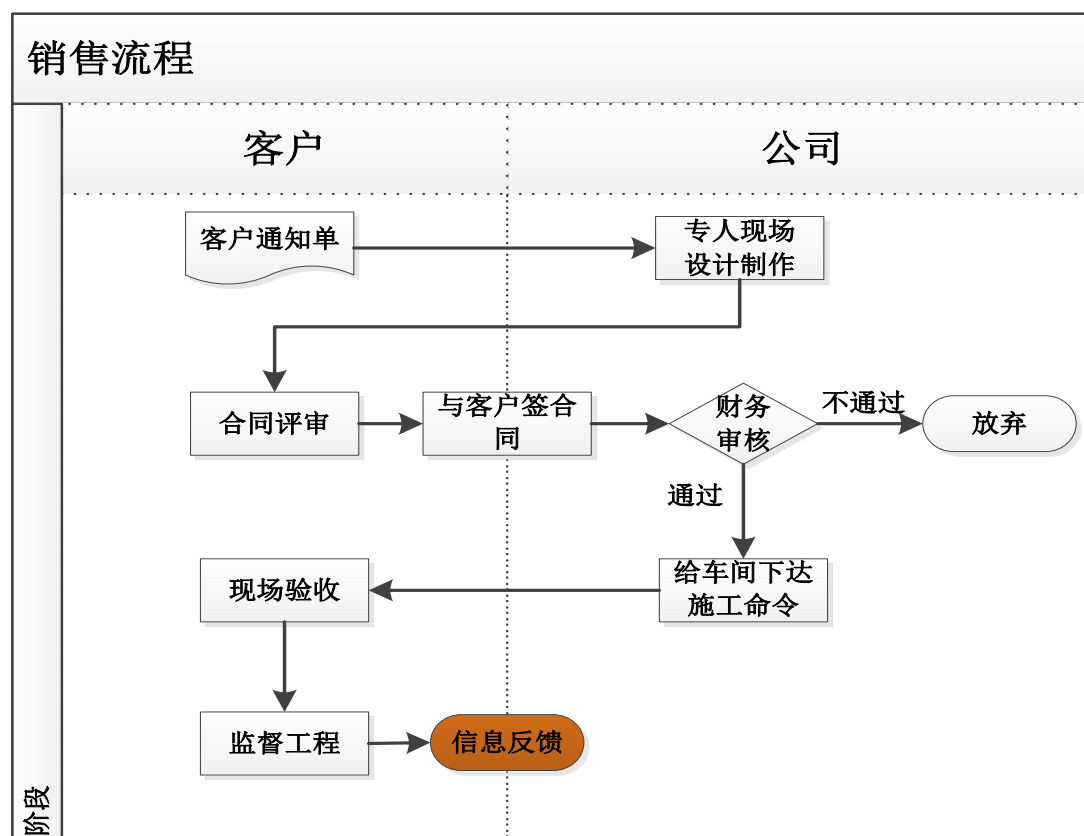 销售流程
客户
公司
客户通知单
专人现场
设计制作
合同评审
与客户签合
同
财务
审核
不通过
放弃
通过
给车间下达
施工命令
现场验收
监督工程
信息反馈
阶段